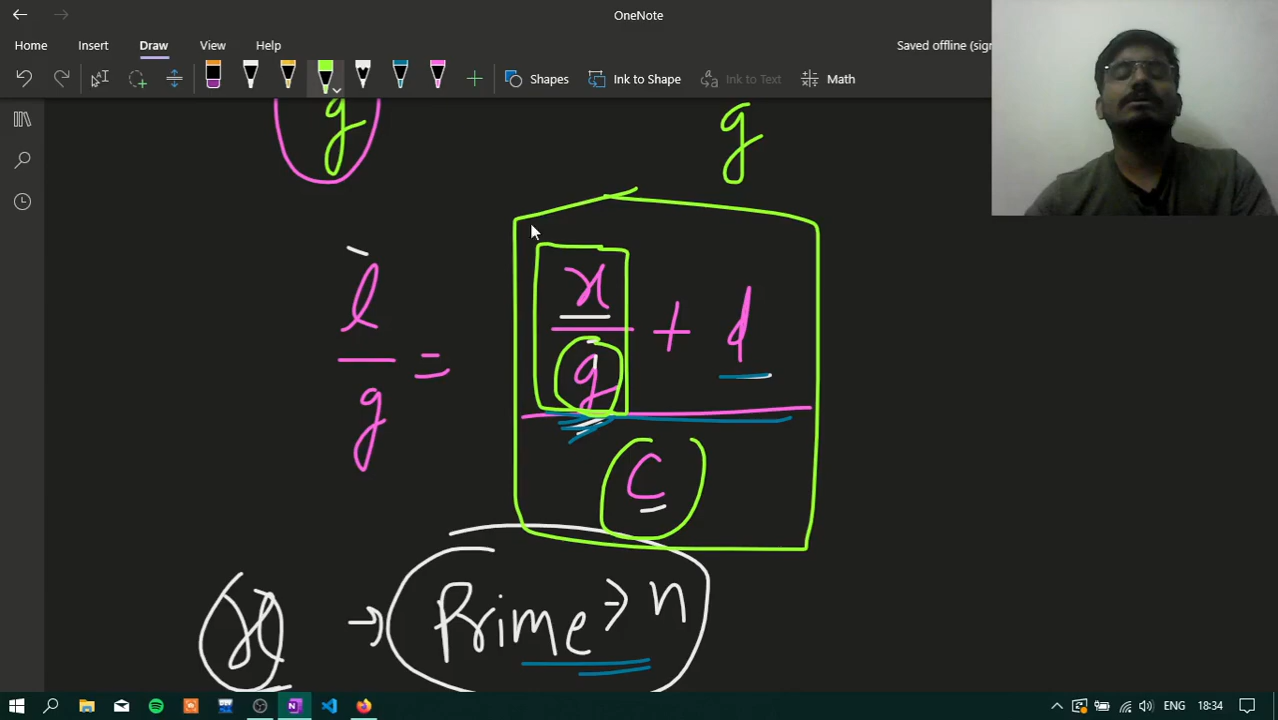 OneNote
Home Insert Draw View Help
Saved offline (sign
Shapes Ink to Shape Ink to Text Math
g g
l/g = (x/g + d)/c
x → Prime => n
ENG 18:34